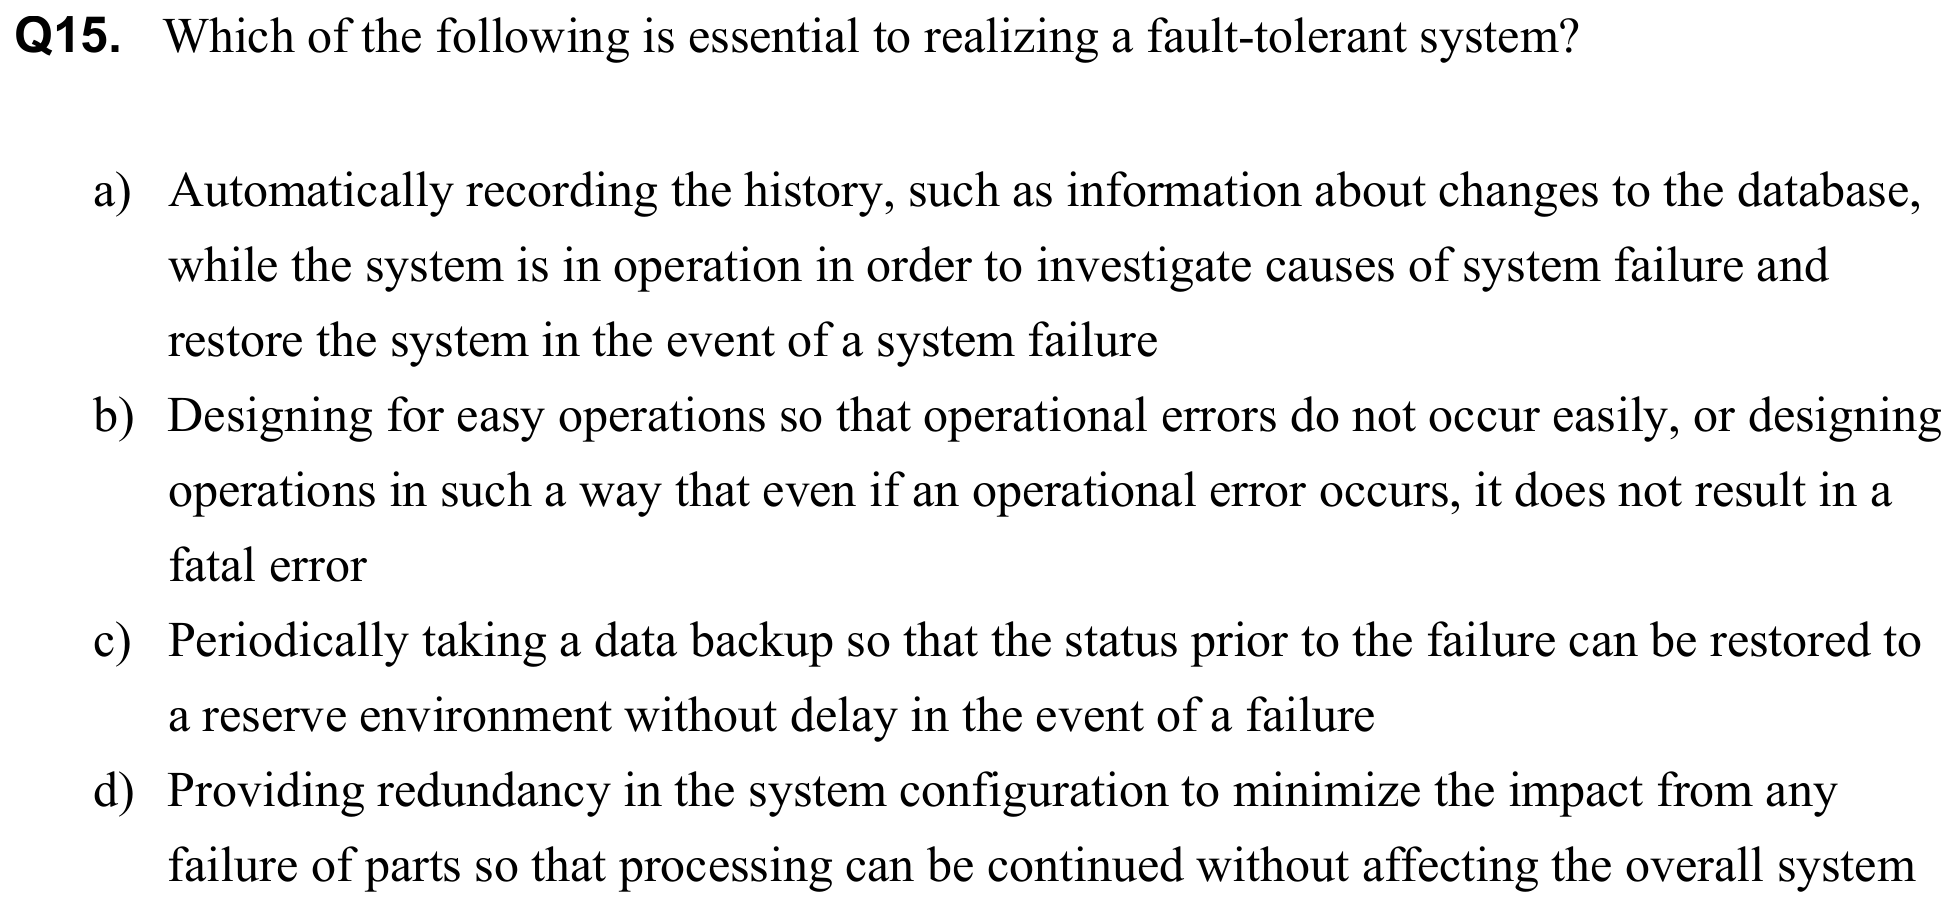 Q15. Which of the following is essential to realizing a fault-tolerant system?
a) Automatically recording the history, such as information about changes to the database,
while the system is in operation in order to investigate causes of system failure and
restore the system in the event of a system failure
b) Designing for easy operations so that operational errors do not occur easily, or designing
operations in such a way that even if an operational error occurs, it does not result in a
fatal error
c) Periodically taking a data backup so that the status prior to the failure can be restored to
a reserve environment without delay in the event of a failure
d) Providing redundancy in the system configuration to minimize the impact from any
failure of parts so that processing can be continued without affecting the overall system